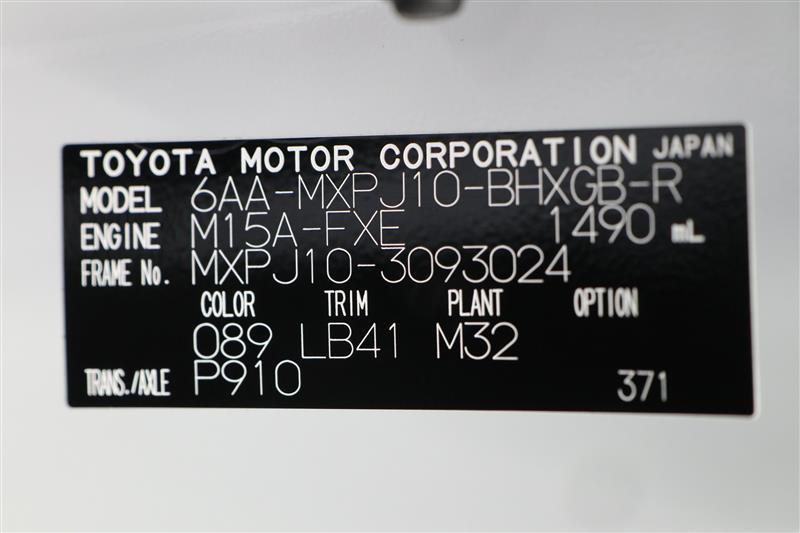 TOYOTA MOTOR CORPORATION JAPAN
MODEL 6AA-MXPJ10-BHXGB-R
ENGINE M15A-FXE 1490 mL
FRAME No. MXPJ10-3093024
COLOR TRIM PLANT OPTION
089 LB41 M32
TRANS./AXLE P910 371